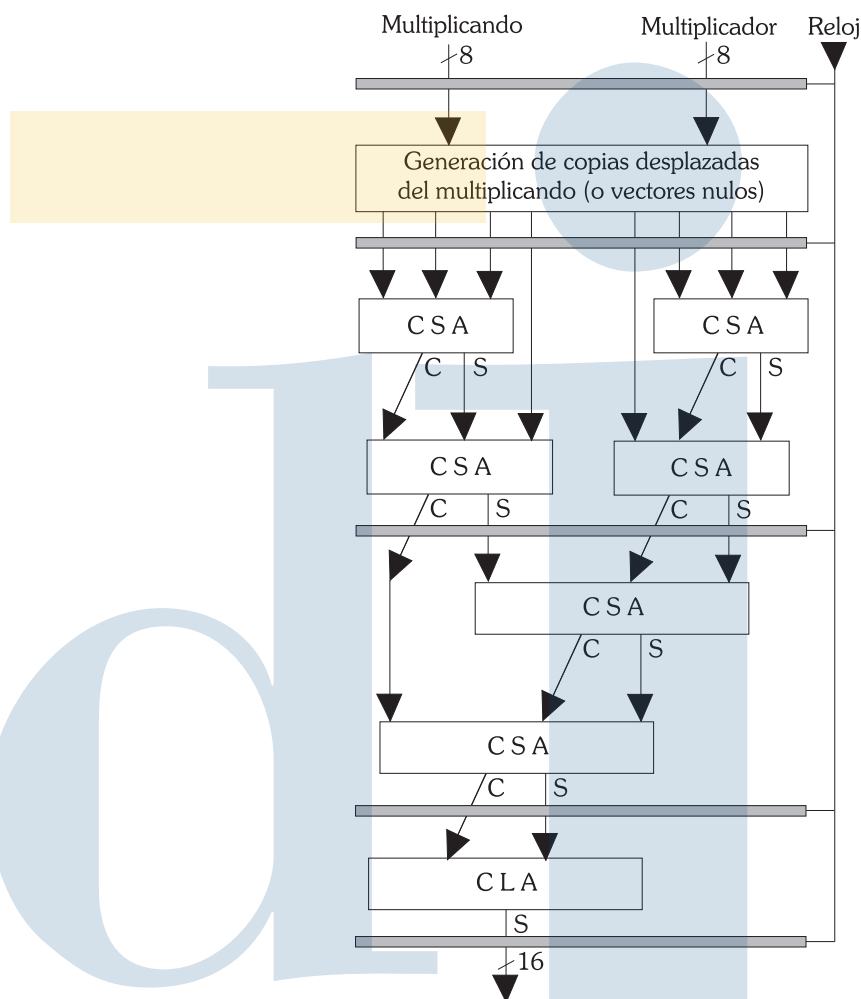 Multiplicando Multiplicador Reloj
8 8
Generación de copias desplazadas
del multiplicando (o vectores nulos)
CSA CSA
C S C S
CSA CSA
C S C S
CSA
C S
CSA
C S
CLA
S
16